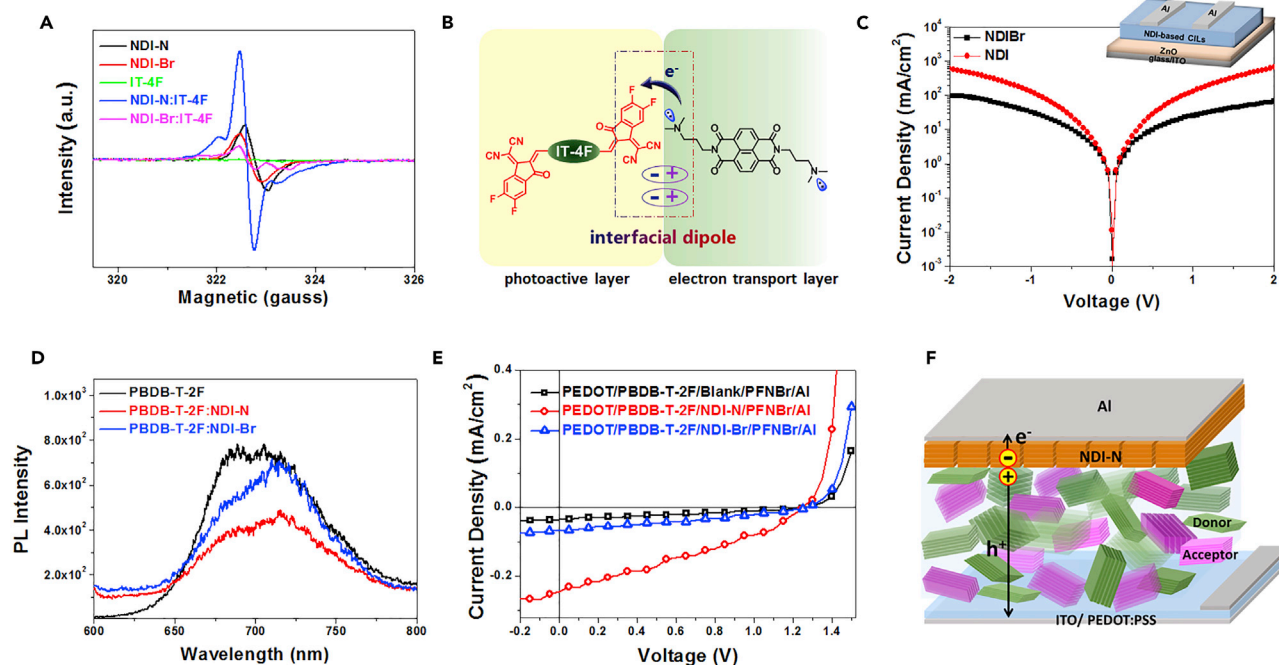 A
NDI-N
NDI-Br
IT-4F
NDI-N:IT-4F
NDI-Br:IT-4F
Intensity (a.u.)
320 322 324 326
Magnetic (gauss)
B
e-
F
F
O
CN
CN
IT-4F
NC
CN
O
F
F
N
O O
N N
O O
N
- +
- +
interfacial dipole
photoactive layer electron transport layer
C
NDIBr
NDI
Al Al
NDI-based CILs
ZnO
glass/ITO
Current Density (mA/cm²)
10⁴
10³
10²
10¹
10⁰
10⁻¹
10⁻²
10⁻³
-2 -1 0 1 2
Voltage (V)
D
PBDB-T-2F
PBDB-T-2F:NDI-N
PBDB-T-2F:NDI-Br
PL Intensity
1.0x10³
8.0x10²
6.0x10²
4.0x10²
2.0x10²
600 650 700 750 800
Wavelength (nm)
E
PEDOT/PBDB-T-2F/Blank/PFNBr/Al
PEDOT/PBDB-T-2F/NDI-N/PFNBr/Al
PEDOT/PBDB-T-2F/NDI-Br/PFNBr/Al
Current Density (mA/cm²)
0.4
0.2
0.0
-0.2
-0.4
-0.2 0.0 0.2 0.4 0.6 0.8 1.0 1.2 1.4
Voltage (V)
F
Al
e-
NDI-N
-
+
Donor
h+
Acceptor
ITO/ PEDOT:PSS